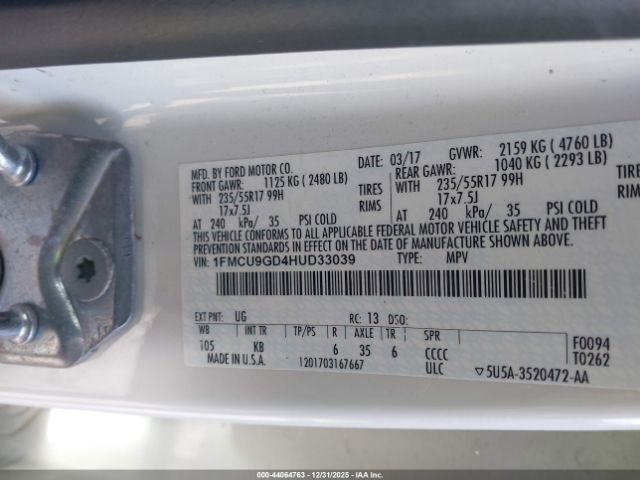 MFD. BY FORD MOTOR CO.
DATE: 03/17 GVWR: 2159 KG ( 4760 LB)
FRONT GAWR: 1125 KG ( 2480 LB) REAR GAWR: 1040 KG ( 2293 LB)
WITH 235/55R17 99H TIRES WITH 235/55R17 99H TIRES
17x7.5J RIMS 17x7.5J RIMS
AT 240 kPa/ 35 PSI COLD AT 240 kPa/ 35 PSI COLD
THIS VEHICLE CONFORMS TO ALL APPLICABLE FEDERAL MOTOR VEHICLE SAFETY AND THEFT
PREVENTION STANDARDS IN EFFECT ON THE DATE OF MANUFACTURE SHOWN ABOVE.
VIN: 1FMCU9GD4HUD33039 TYPE: MPV
EXT PNT: UG RC: 13 DSO:
WB INT TR TP/PS R AXLE TR SPR
105 KB 6 35 6 CCCC F0094
MADE IN U.S.A. 1201703167667 ULC T0262
▽5U5A-3520472-AA
000-44064763 - 12/31/2025 - IAA Inc.